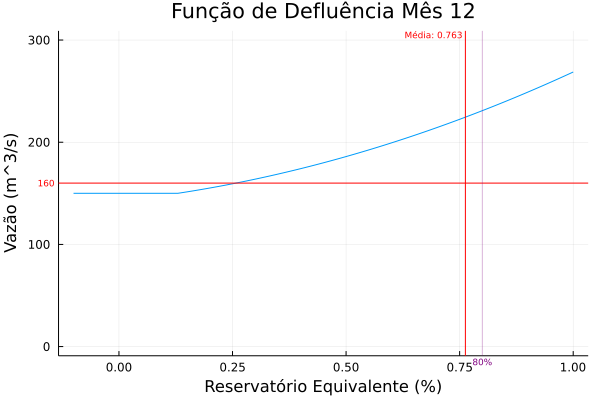 Função de Defluência Mês 12
Média: 0.763
300
200
160
100
0
Vazão (m^3/s)
0.00
0.25
0.50
0.75
80%
1.00
Reservatório Equivalente (%)